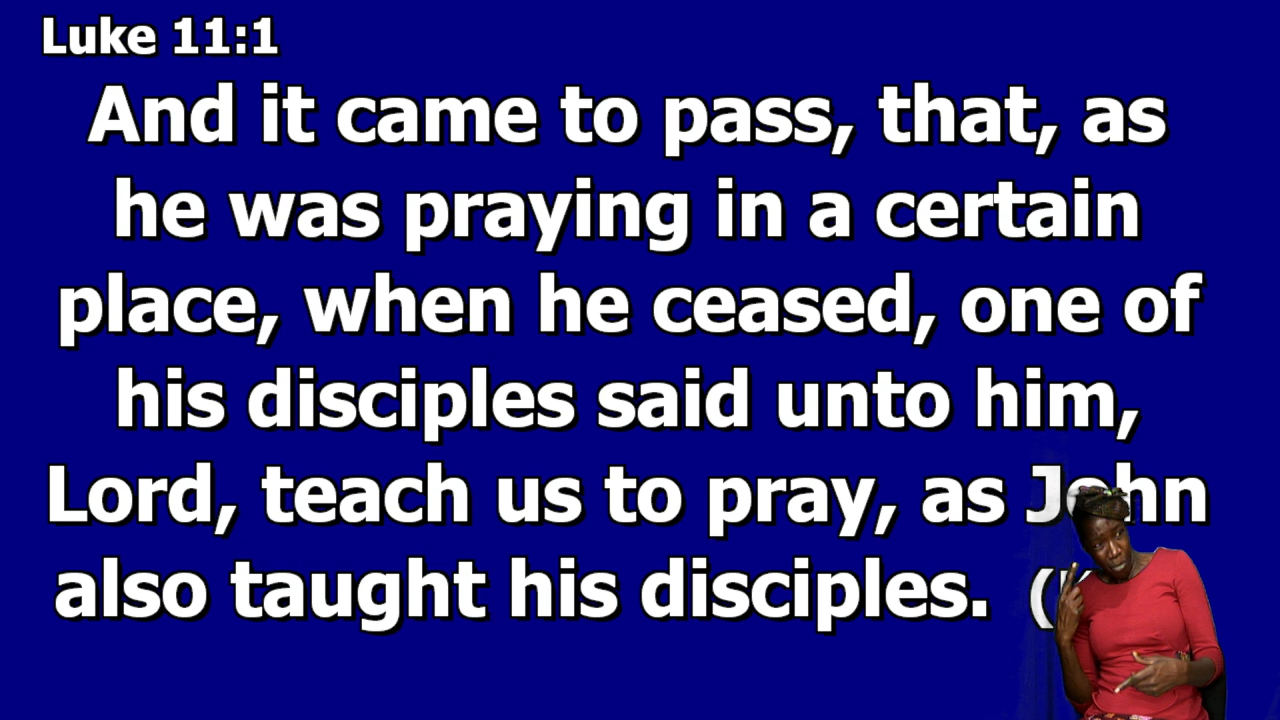 Luke 11:1
And it came to pass, that, as
he was praying in a certain
place, when he ceased, one of
his disciples said unto him,
Lord, teach us to pray, as John
also taught his disciples.